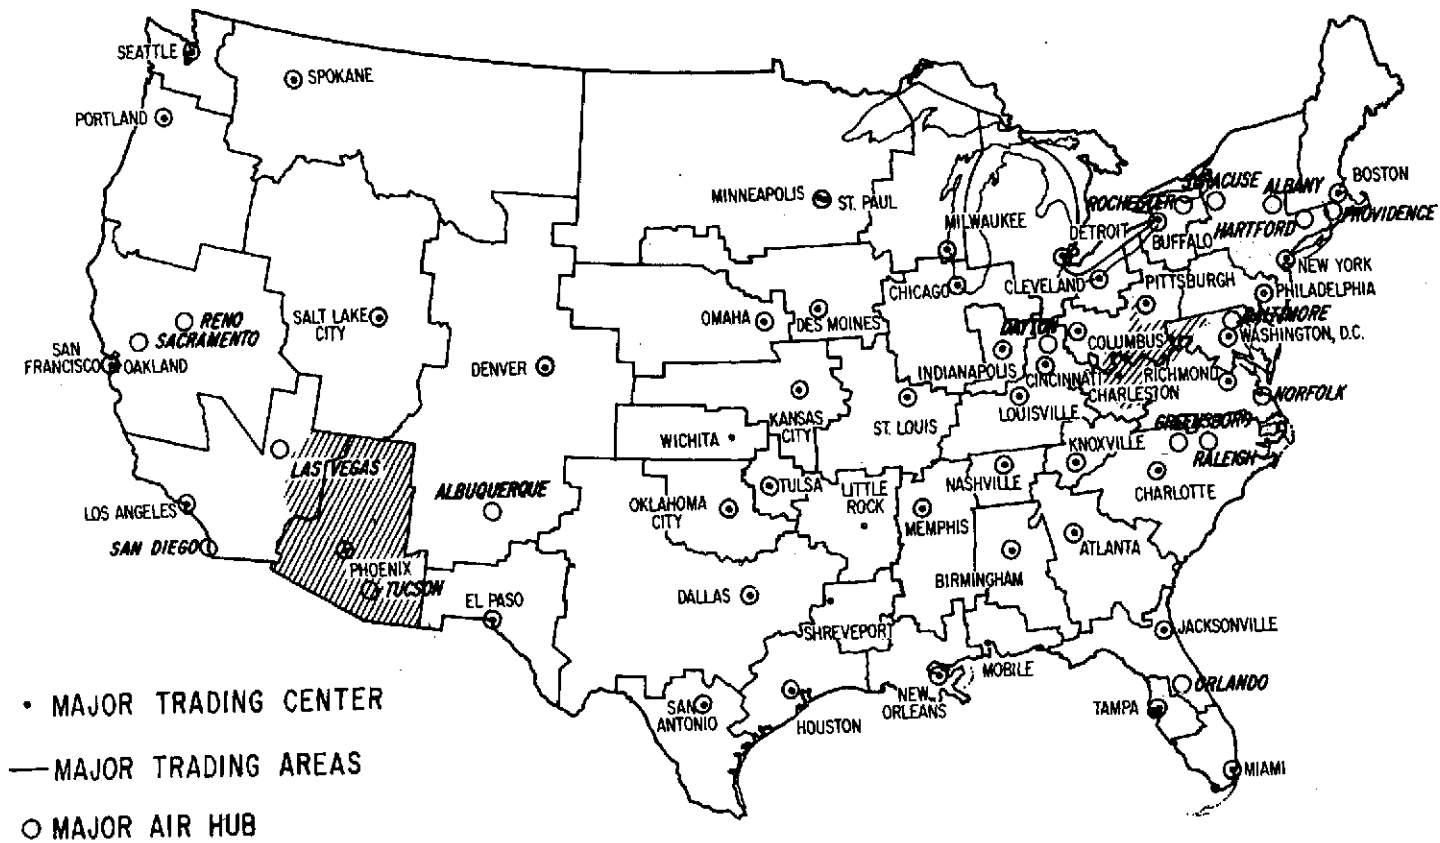 SEATTLE
SPOKANE
PORTLAND
MINNEAPOLIS
ST. PAUL
MILWAUKEE
DETROIT
ROCHESTER
SYRACUSE
ALBANY
BOSTON
PROVIDENCE
HARTFORD
BUFFALO
NEW YORK
CLEVELAND
PITTSBURGH
PHILADELPHIA
CHICAGO
RENO
SACRAMENTO
SALT LAKE
CITY
OMAHA
DES MOINES
DAYTON
COLUMBUS
BALTIMORE
WASHINGTON, D.C.
SAN
FRANCISCO
OAKLAND
DENVER
INDIANAPOLIS
CINCINNATI
RICHMOND
CHARLESTON
NORFOLK
KANSAS
CITY
ST. LOUIS
LOUISVILLE
WICHITA
KNOXVILLE
GREENSBORO
RALEIGH
LAS VEGAS
ALBUQUERQUE
TULSA
LITTLE
ROCK
NASHVILLE
CHARLOTTE
LOS ANGELES
OKLAHOMA
CITY
MEMPHIS
SAN DIEGO
PHOENIX
TUCSON
ATLANTA
BIRMINGHAM
EL PASO
DALLAS
SHREVEPORT
JACKSONVILLE
MOBILE
ORLANDO
NEW
ORLEANS
TAMPA
SAN
ANTONIO
HOUSTON
MIAMI
• MAJOR TRADING CENTER
— MAJOR TRADING AREAS
○ MAJOR AIR HUB